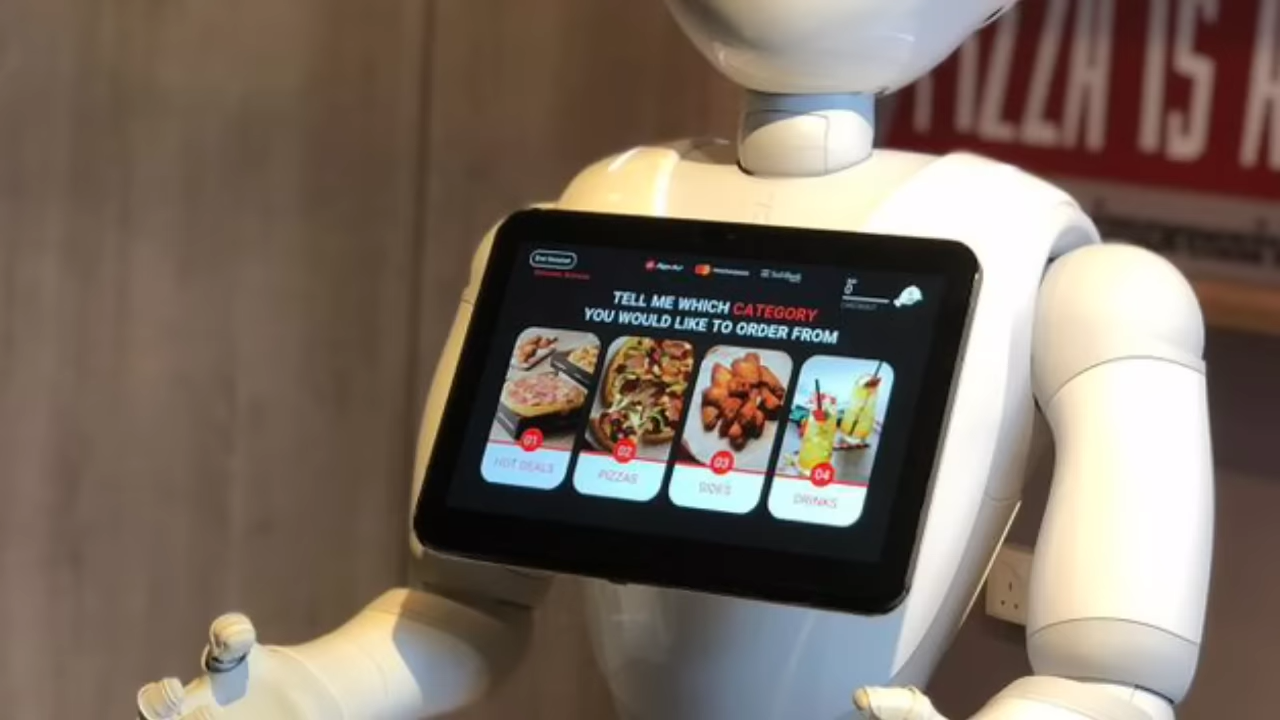 PIZZA IS
TELL ME WHICH CATEGORY
YOU WOULD LIKE TO ORDER FROM
01
02
03
04
HOT DEALS
PIZZAS
SIDES
DRINKS